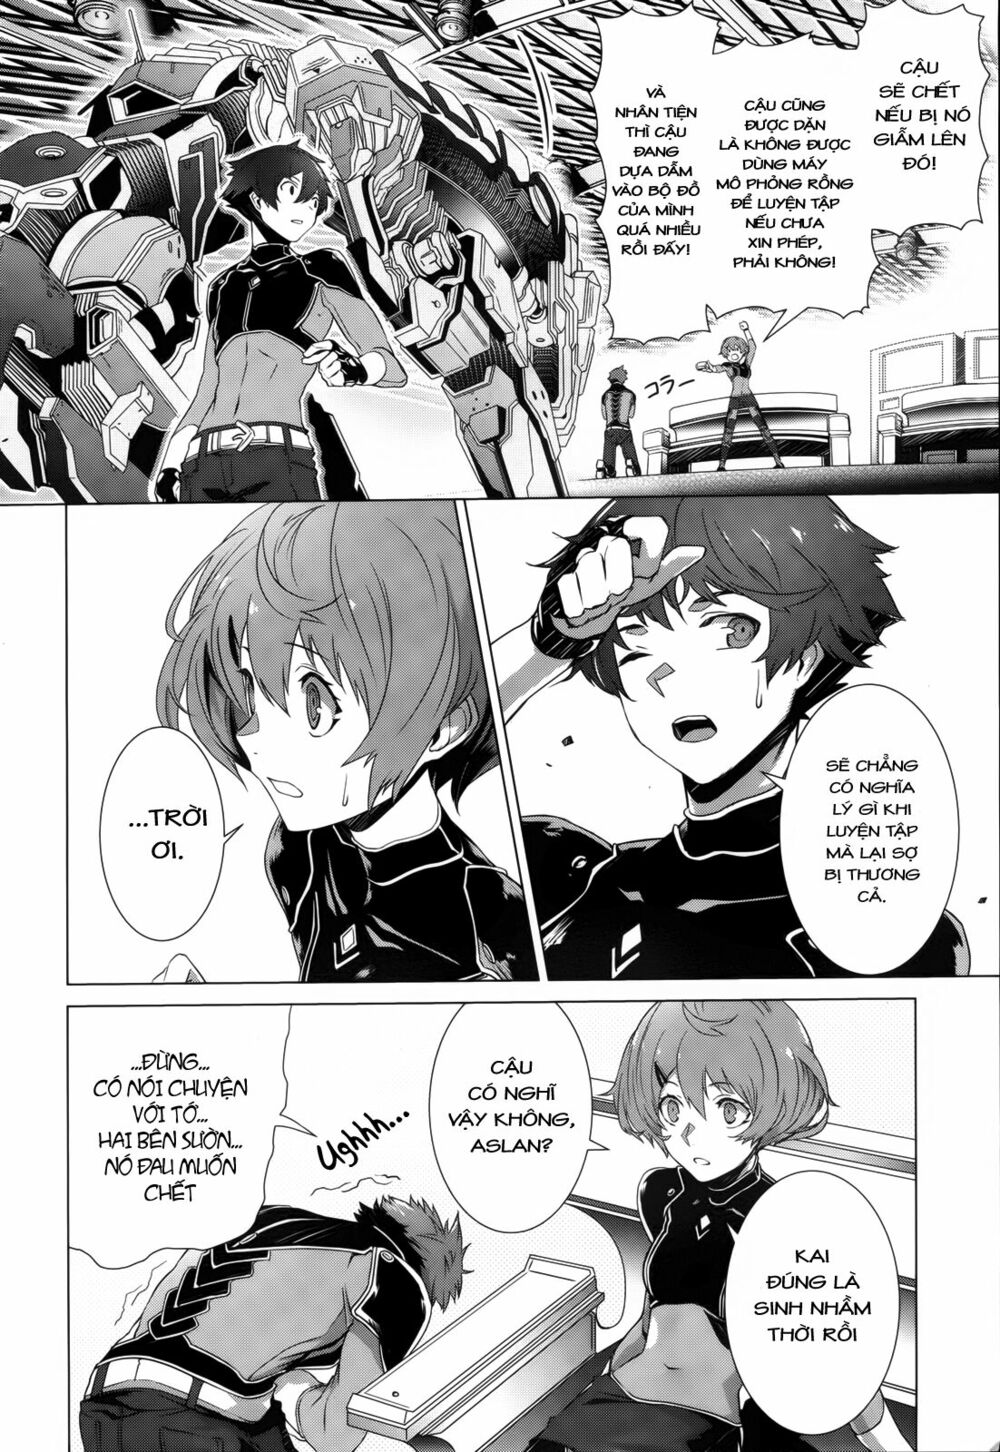 CẬU
SẼ CHẾT
NẾU BỊ NÓ
GIẪM LÊN
ĐÓ!
CẬU CŨNG
ĐƯỢC DẶN
LÀ KHÔNG ĐƯỢC
DÙNG MÁY
MÔ PHỎNG RỒNG
ĐỂ LUYỆN TẬP
NẾU CHƯA
XIN PHÉP,
PHẢI KHÔNG!
VÀ
NHÂN TIỆN
THÌ CẬU
ĐANG
DỰA DẪM
VÀO BỘ ĐỒ
CỦA MÌNH
QUÁ NHIỀU
RỒI ĐẤY!
コラー
SẼ CHẲNG
CÓ NGHĨA
LÝ GÌ KHI
LUYỆN TẬP
MÀ LẠI SỢ
BỊ THƯƠNG
CẢ.
...TRỜI
ƠI.
KAI
ĐÚNG LÀ
SINH NHẦM
THỜI RỒI
CẬU
CÓ NGHĨ
VẬY KHÔNG,
ASLAN?
Ughhh...
...ĐỪNG...
CÓ NÓI CHUYỆN
VỚI TỚ...
HAI BÊN SƯỜN...
NÓ ĐAU MUỐN
CHẾT